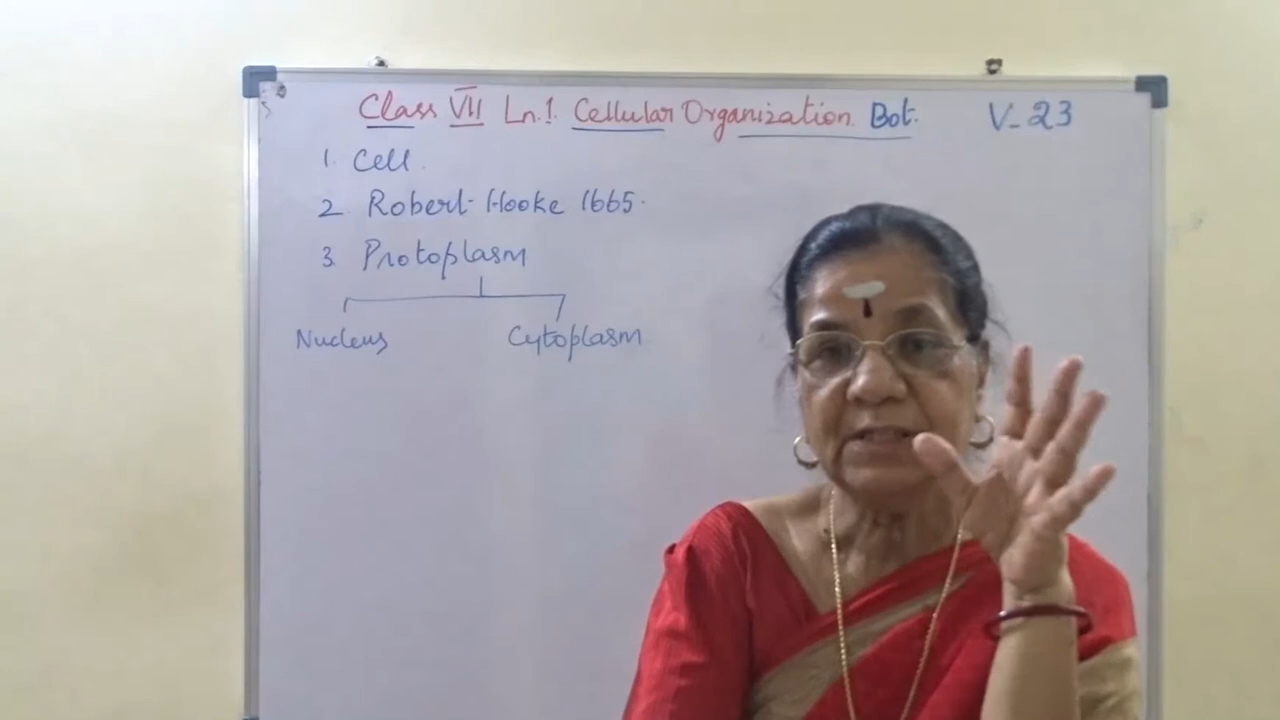 Class VII Ln.1. Cellular Organization. Bot. V-23
1. Cell.
2 Robert Hooke 1665.
3. Protoplasm
Nucleus Cytoplasm